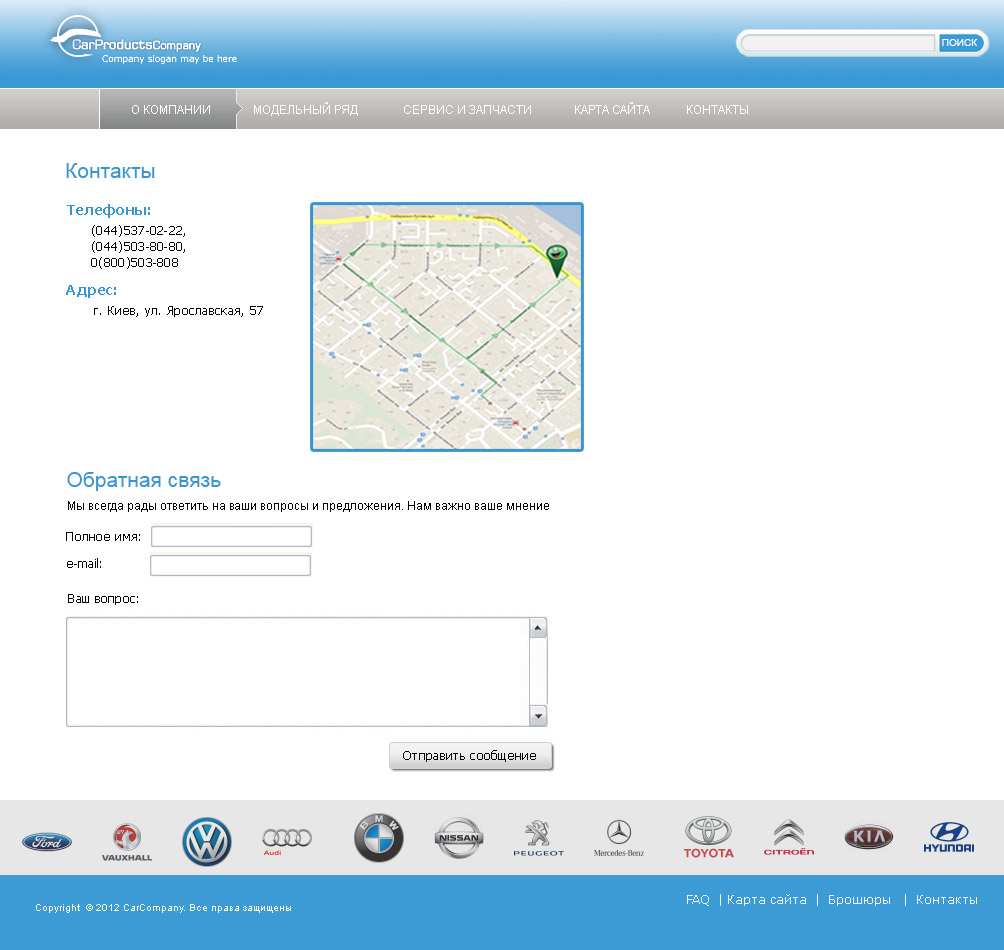 CarProductsCompany
Company slogan may be here
ПОИСК
О КОМПАНИИ
МОДЕЛЬНЫЙ РЯД
СЕРВИС И ЗАПЧАСТИ
КАРТА САЙТА
КОНТАКТЫ
Контакты
Телефоны:
(044)537-02-22,
(044)503-80-80,
0(800)503-808
Адрес:
г. Киев, ул. Ярославская, 57
Обратная связь
Мы всегда рады ответить на ваши вопросы и предложения. Нам важно ваше мнение
Полное имя:
e-mail:
Ваш вопрос:
Отправить сообщение
Ford
VAUXHALL
Audi
BMW
NISSAN
PEUGEOT
Mercedes-Benz
TOYOTA
CITROËN
KIA
HYUNDAI
Copyright © 2012 CarCompany. Все права защищены
FAQ | Карта сайта | Брошюры | Контакты